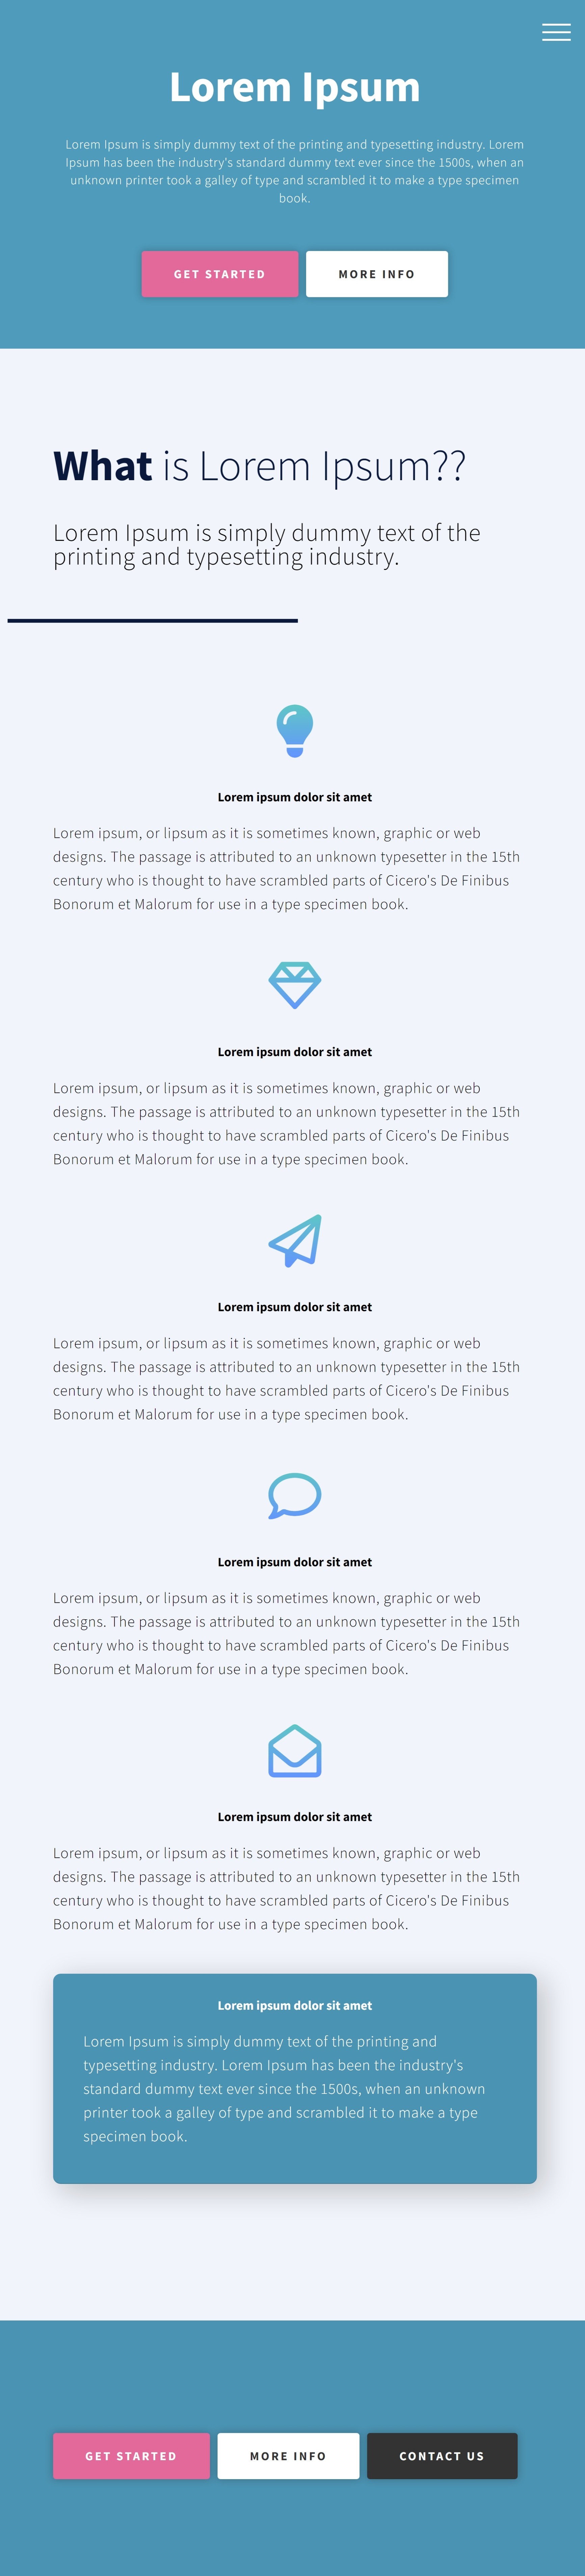 Lorem Ipsum
Lorem Ipsum is simply dummy text of the printing and typesetting industry. Lorem
Ipsum has been the industry's standard dummy text ever since the 1500s, when an
unknown printer took a galley of type and scrambled it to make a type specimen
book.
GET STARTED
MORE INFO
What is Lorem Ipsum??
Lorem Ipsum is simply dummy text of the
printing and typesetting industry.
Lorem ipsum dolor sit amet
Lorem ipsum, or lipsum as it is sometimes known, graphic or web
designs. The passage is attributed to an unknown typesetter in the 15th
century who is thought to have scrambled parts of Cicero's De Finibus
Bonorum et Malorum for use in a type specimen book.
Lorem ipsum dolor sit amet
Lorem ipsum, or lipsum as it is sometimes known, graphic or web
designs. The passage is attributed to an unknown typesetter in the 15th
century who is thought to have scrambled parts of Cicero's De Finibus
Bonorum et Malorum for use in a type specimen book.
Lorem ipsum dolor sit amet
Lorem ipsum, or lipsum as it is sometimes known, graphic or web
designs. The passage is attributed to an unknown typesetter in the 15th
century who is thought to have scrambled parts of Cicero's De Finibus
Bonorum et Malorum for use in a type specimen book.
Lorem ipsum dolor sit amet
Lorem ipsum, or lipsum as it is sometimes known, graphic or web
designs. The passage is attributed to an unknown typesetter in the 15th
century who is thought to have scrambled parts of Cicero's De Finibus
Bonorum et Malorum for use in a type specimen book.
Lorem ipsum dolor sit amet
Lorem ipsum, or lipsum as it is sometimes known, graphic or web
designs. The passage is attributed to an unknown typesetter in the 15th
century who is thought to have scrambled parts of Cicero's De Finibus
Bonorum et Malorum for use in a type specimen book.
Lorem ipsum dolor sit amet
Lorem Ipsum is simply dummy text of the printing and
typesetting industry. Lorem Ipsum has been the industry's
standard dummy text ever since the 1500s, when an unknown
printer took a galley of type and scrambled it to make a type
specimen book.
GET STARTED
MORE INFO
CONTACT US